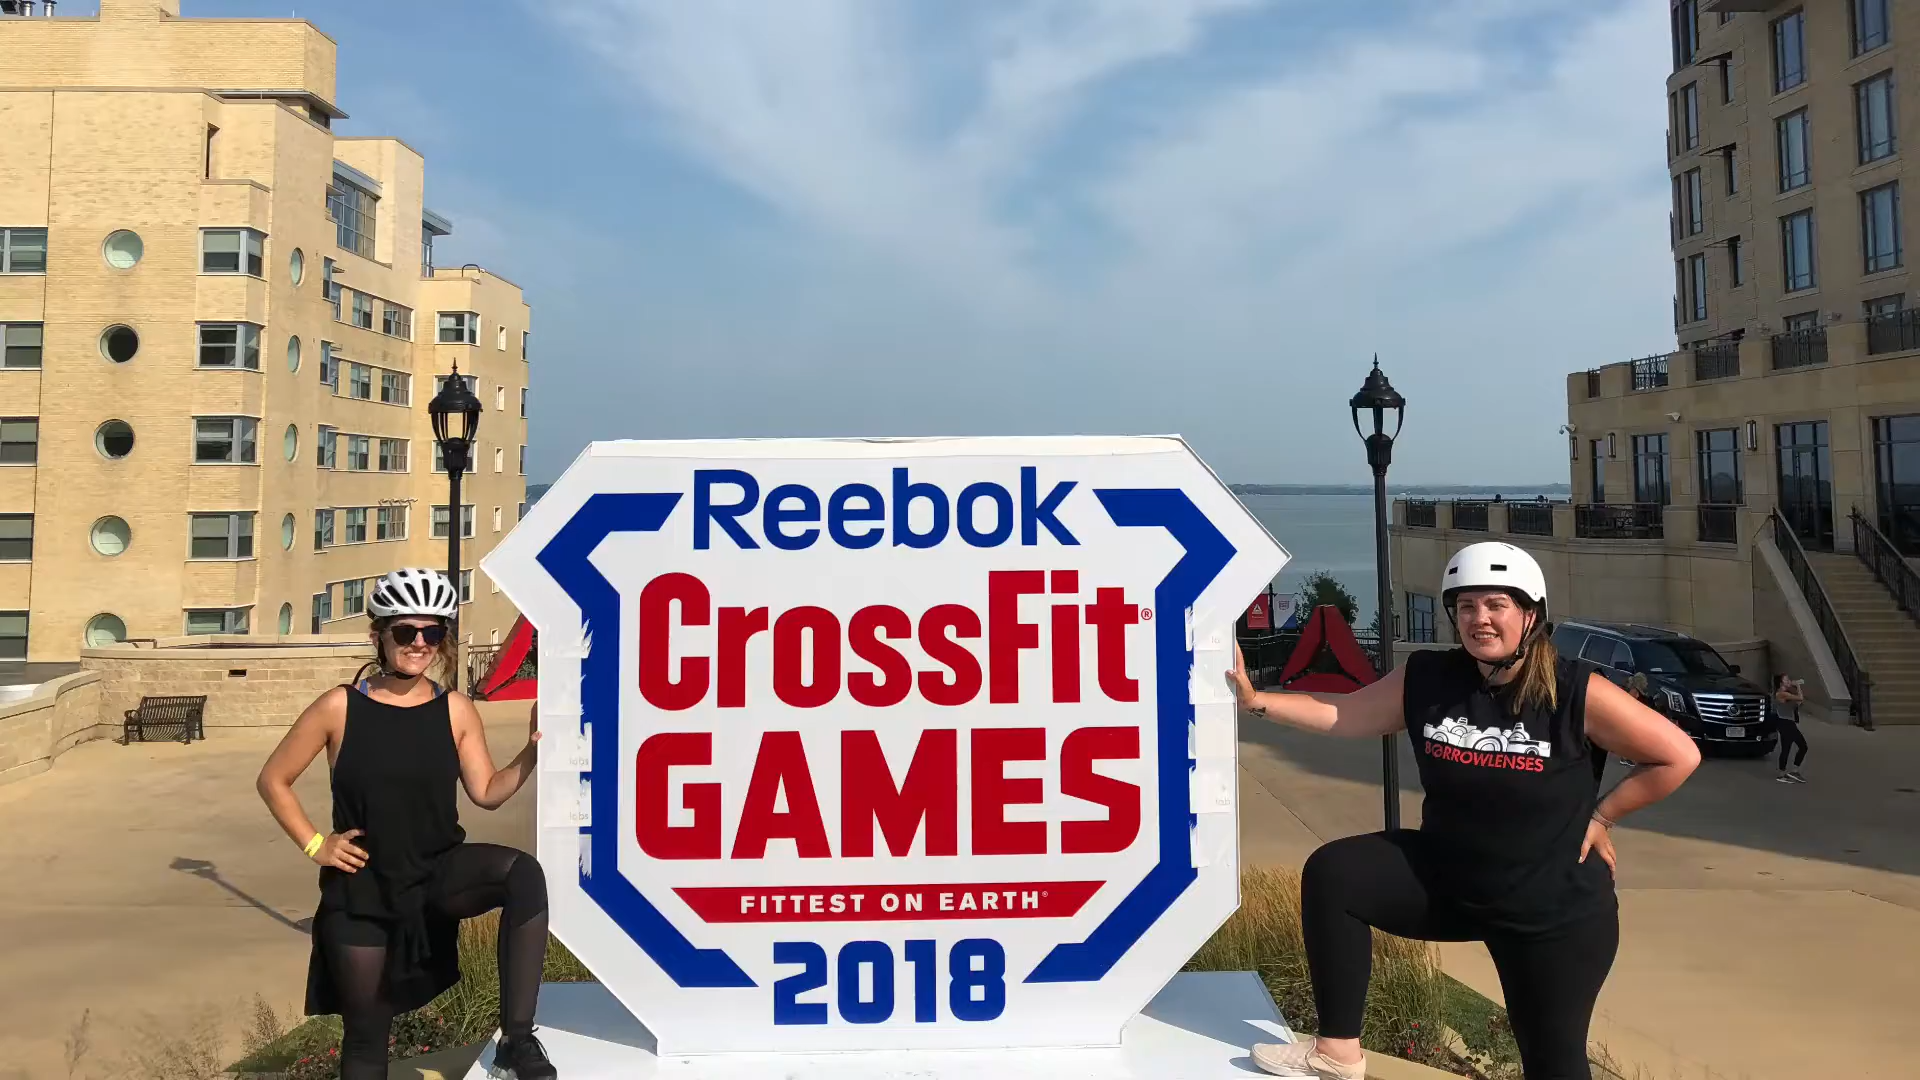 Reebok
CrossFit®
GAMES
FITTEST ON EARTH®
2018
BORROWLENSES